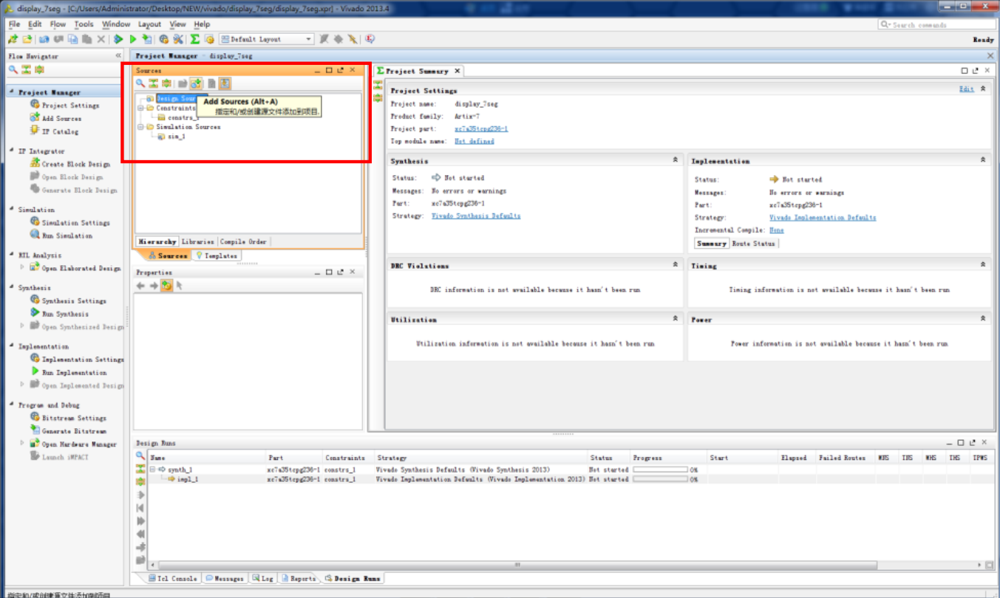 display_7seg - [C:/Users/Administrator/Desktop/NEW/vivado/display_7seg/display_7seg.xpr] - Vivado 2013.4
File Edit Flow Tools Window Layout View Help
Search commands
Default Layout
Ready
Flow Navigator
Project Manager - display_7seg
Project Manager
Project Settings
Add Sources
IP Catalog
IP Integrator
Create Block Design
Open Block Design
Generate Block Design
Simulation
Simulation Settings
Run Simulation
RTL Analysis
Open Elaborated Design
Synthesis
Synthesis Settings
Run Synthesis
Open Synthesized Design
Implementation
Implementation Settings
Run Implementation
Open Implemented Design
Program and Debug
Bitstream Settings
Generate Bitstream
Open Hardware Manager
Launch iMPACT
Sources
Design Sour
Add Sources (Alt+A)
指定和/或创建源文件添加到项目.
Constraints
constrs_1
Simulation Sources
sim_1
Hierarchy Libraries Compile Order
Sources Templates
Properties
Project Summary
Project Settings Edit
Project name: display_7seg
Product family: Artix-7
Project part: xc7a35tcpg236-1
Top module name: Not defined
Synthesis
Status: Not started
Messages: No errors or warnings
Part: xc7a35tcpg236-1
Strategy: Vivado Synthesis Defaults
Implementation
Status: Not started
Messages: No errors or warnings
Part: xc7a35tcpg236-1
Strategy: Vivado Implementation Defaults
Incremental Compile: None
Summary Route Status
DRC Violations
DRC information is not available because it hasn't been run
Timing
Timing information is not available because it hasn't been run
Utilization
Utilization information is not available because it hasn't been run
Power
Power information is not available because it hasn't been run
Design Runs
Name Part Constraints Strategy Status Progress Start Elapsed Failed Routes WNS TNS WHS THS TPWS
synth_1 xc7a35tcpg236-1 constrs_1 Vivado Synthesis Defaults (Vivado Synthesis 2013) Not started 0%
impl_1 xc7a35tcpg236-1 constrs_1 Vivado Implementation Defaults (Vivado Implementation 2013) Not started 0%
Tcl Console Messages Log Reports Design Runs
指定和/或创建源文件添加到项目